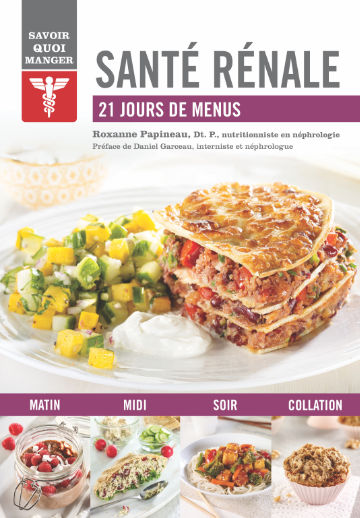 SAVOIR
QUOI
MANGER
SANTÉ RÉNALE
21 JOURS DE MENUS
Roxanne Papineau, Dt. P., nutritionniste en néphrologie
Préface de Daniel Garceau, interniste et néphrologue
MATIN
MIDI
SOIR
COLLATION